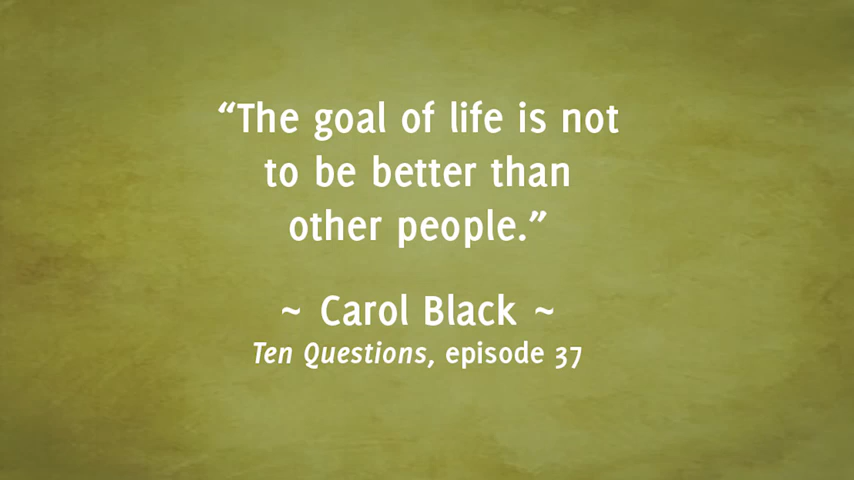 “The goal of life is not
to be better than
other people.”
~ Carol Black ~
Ten Questions, episode 37